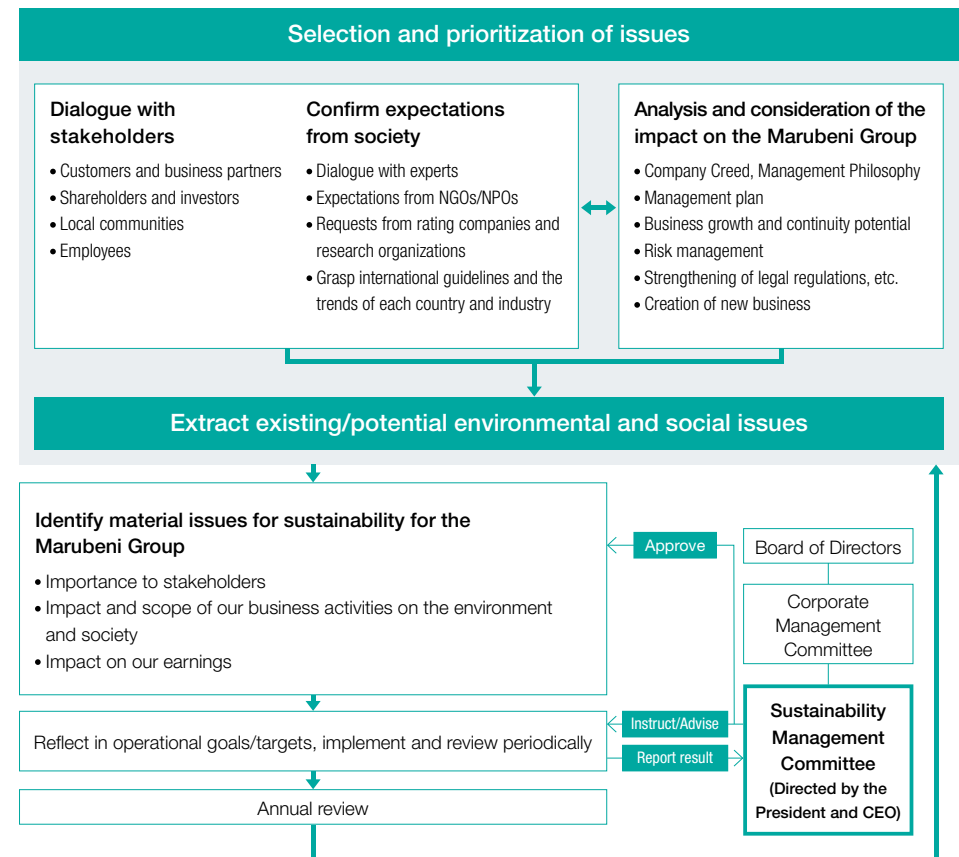 Selection and prioritization of issues
Dialogue with
stakeholders
• Customers and business partners
• Shareholders and investors
• Local communities
• Employees
Confirm expectations
from society
• Dialogue with experts
• Expectations from NGOs/NPOs
• Requests from rating companies and
research organizations
• Grasp international guidelines and the
trends of each country and industry
Analysis and consideration of the
impact on the Marubeni Group
• Company Creed, Management Philosophy
• Management plan
• Business growth and continuity potential
• Risk management
• Strengthening of legal regulations, etc.
• Creation of new business
Extract existing/potential environmental and social issues
Identify material issues for sustainability for the
Marubeni Group
• Importance to stakeholders
• Impact and scope of our business activities on the environment
and society
• Impact on our earnings
Approve
Board of Directors
Corporate
Management
Committee
Reflect in operational goals/targets, implement and review periodically
Instruct/Advise
Report result
Sustainability
Management
Committee
(Directed by the
President and CEO)
Annual review